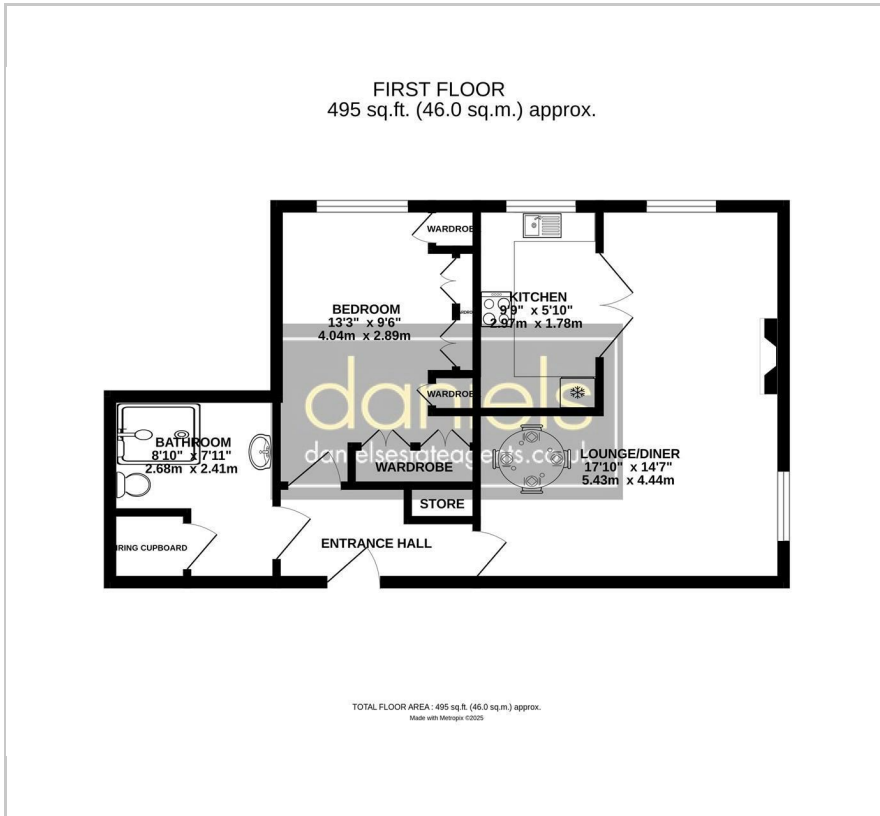 FIRST FLOOR
495 sq.ft. (46.0 sq.m.) approx.
WARDROBE
BEDROOM
13'3" x 9'6"
4.04m x 2.89m
KITCHEN
9'9" x 5'10"
2.97m x 1.78m
WARDROBE
daniels
danielsestateagents.co.uk
BATHROOM
8'10" x 7'11"
2.68m x 2.41m
LOUNGE/DINER
17'10" x 14'7"
5.43m x 4.44m
WARDROBE
STORE
ENTRANCE HALL
IRING CUPBOARD
TOTAL FLOOR AREA : 495 sq.ft. (46.0 sq.m.) approx.
Made with Metropix ©2025